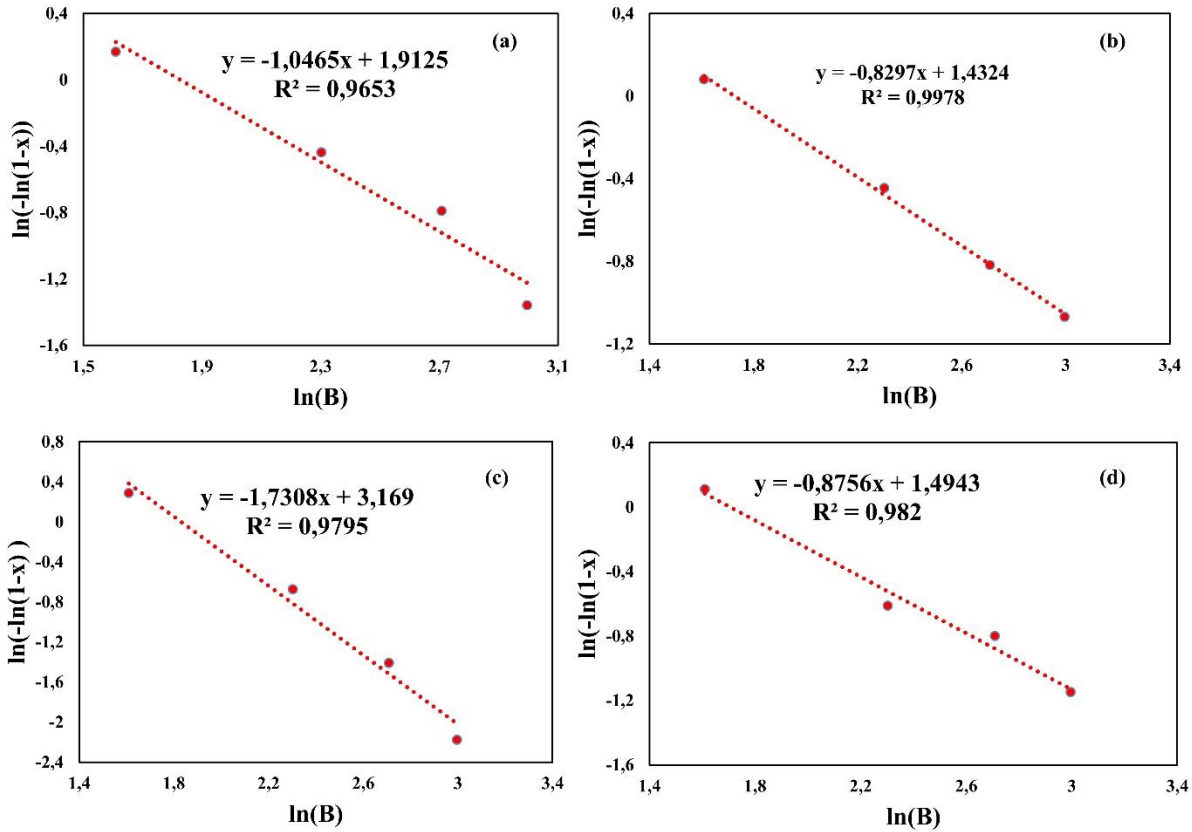 0,4
(a)
y = -1,0465x + 1,9125
R² = 0,9653
0
-0,4
-0,8
-1,2
-1,6
ln(-ln(1-x))
1,5 1,9 2,3 2,7 3,1
ln(B)
0,4
(b)
y = -0,8297x + 1,4324
R² = 0,9978
0
-0,4
-0,8
-1,2
ln(-ln(1-x))
1,4 1,8 2,2 2,6 3 3,4
ln(B)
0,8
(c)
y = -1,7308x + 3,169
R² = 0,9795
0,4
0
-0,4
-0,8
-1,2
-1,6
-2
-2,4
ln(-ln(1-x) )
1,4 1,8 2,2 2,6 3 3,4
ln(B)
0,4
(d)
y = -0,8756x + 1,4943
R² = 0,982
0
-0,4
-0,8
-1,2
-1,6
ln(-ln(1-x)
1,4 1,8 2,2 2,6 3 3,4
ln(B)